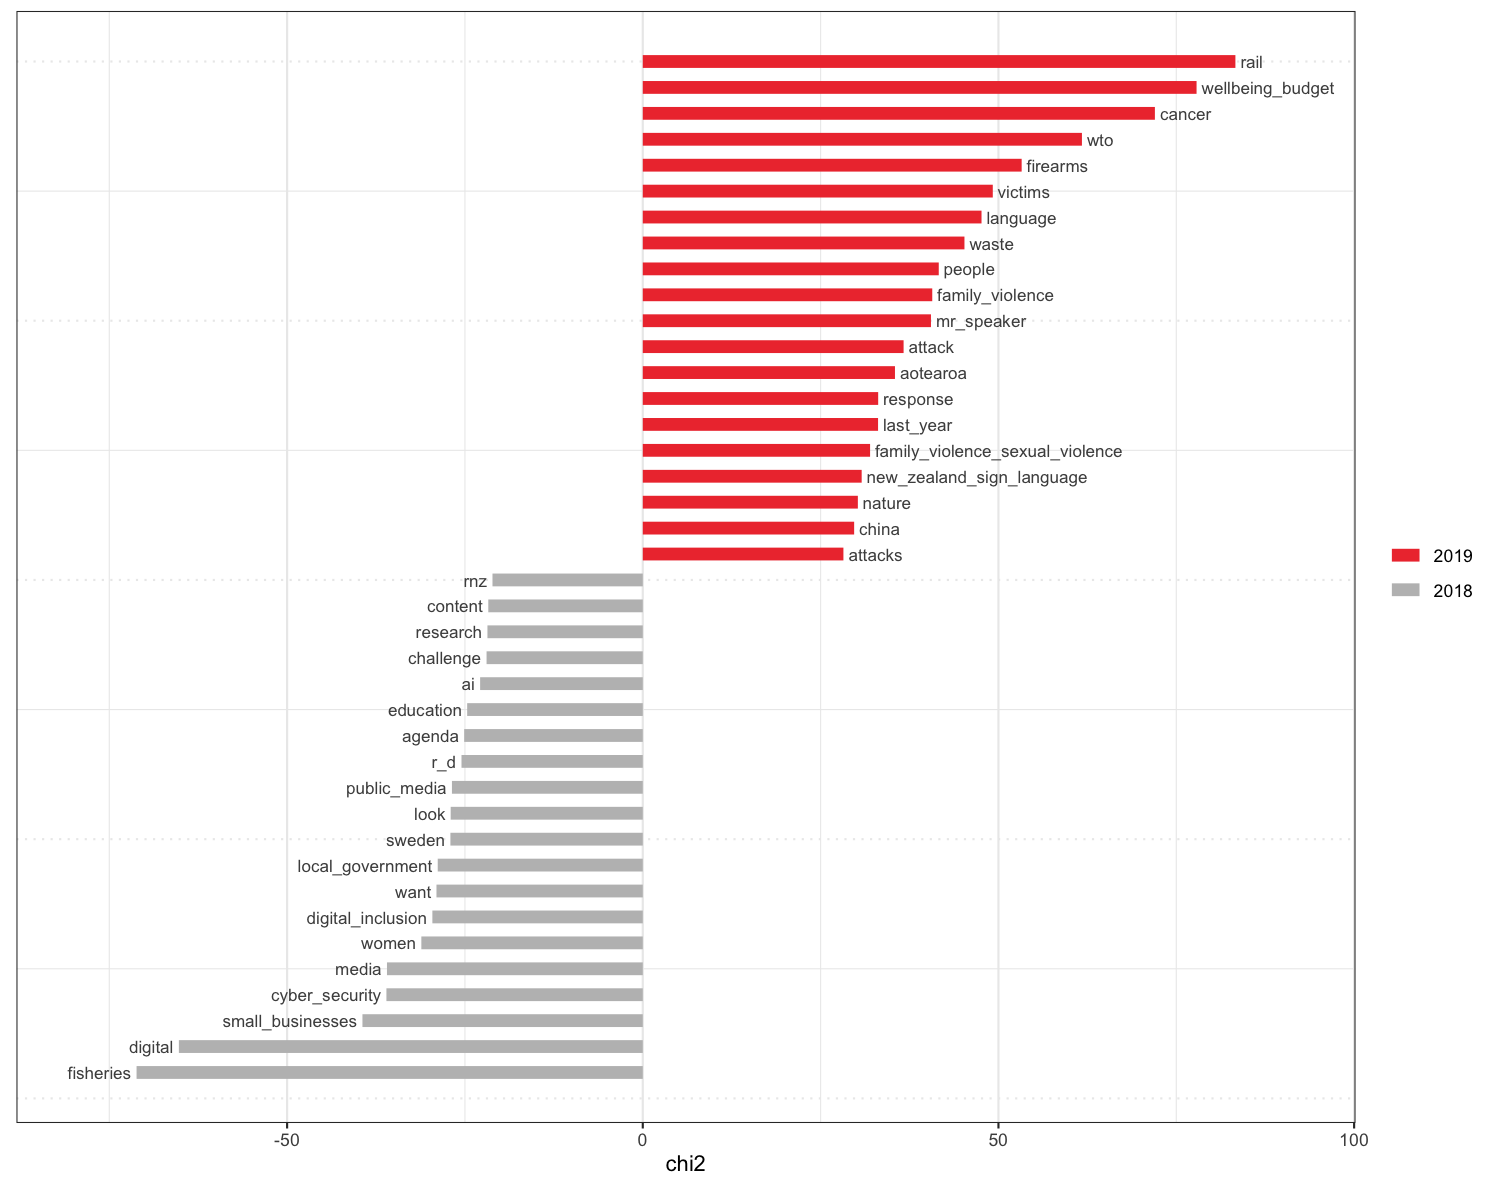 rail
wellbeing_budget
cancer
wto
firearms
victims
language
waste
people
family_violence
mr_speaker
attack
aotearoa
response
last_year
family_violence_sexual_violence
new_zealand_sign_language
nature
china
attacks
2019
2018
rnz
content
research
challenge
ai
education
agenda
r_d
public_media
look
sweden
local_government
want
digital_inclusion
women
media
cyber_security
small_businesses
digital
fisheries
-50 0 50 100
chi2